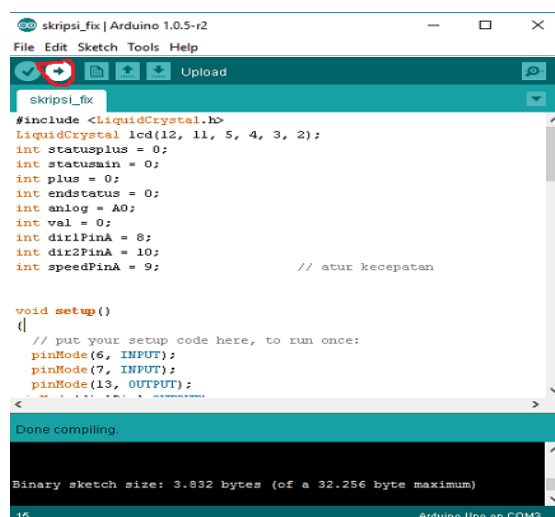 skripsi_fix | Arduino 1.0.5-r2
File Edit Sketch Tools Help
Upload
skripsi_fix
#include <LiquidCrystal.h>
LiquidCrystal lcd(12, 11, 5, 4, 3, 2);
int statusplus = 0;
int statusmin = 0;
int plus = 0;
int endstatus = 0;
int anlog = A0;
int val = 0;
int dir1PinA = 8;
int dir2PinA = 10;
int speedPinA = 9; // atur kecepatan
void setup()
{
// put your setup code here, to run once:
pinMode(6, INPUT);
pinMode(7, INPUT);
pinMode(13, OUTPUT);
Done compiling.
Binary sketch size: 3.832 bytes (of a 32.256 byte maximum)
15 Arduino Uno on COM3